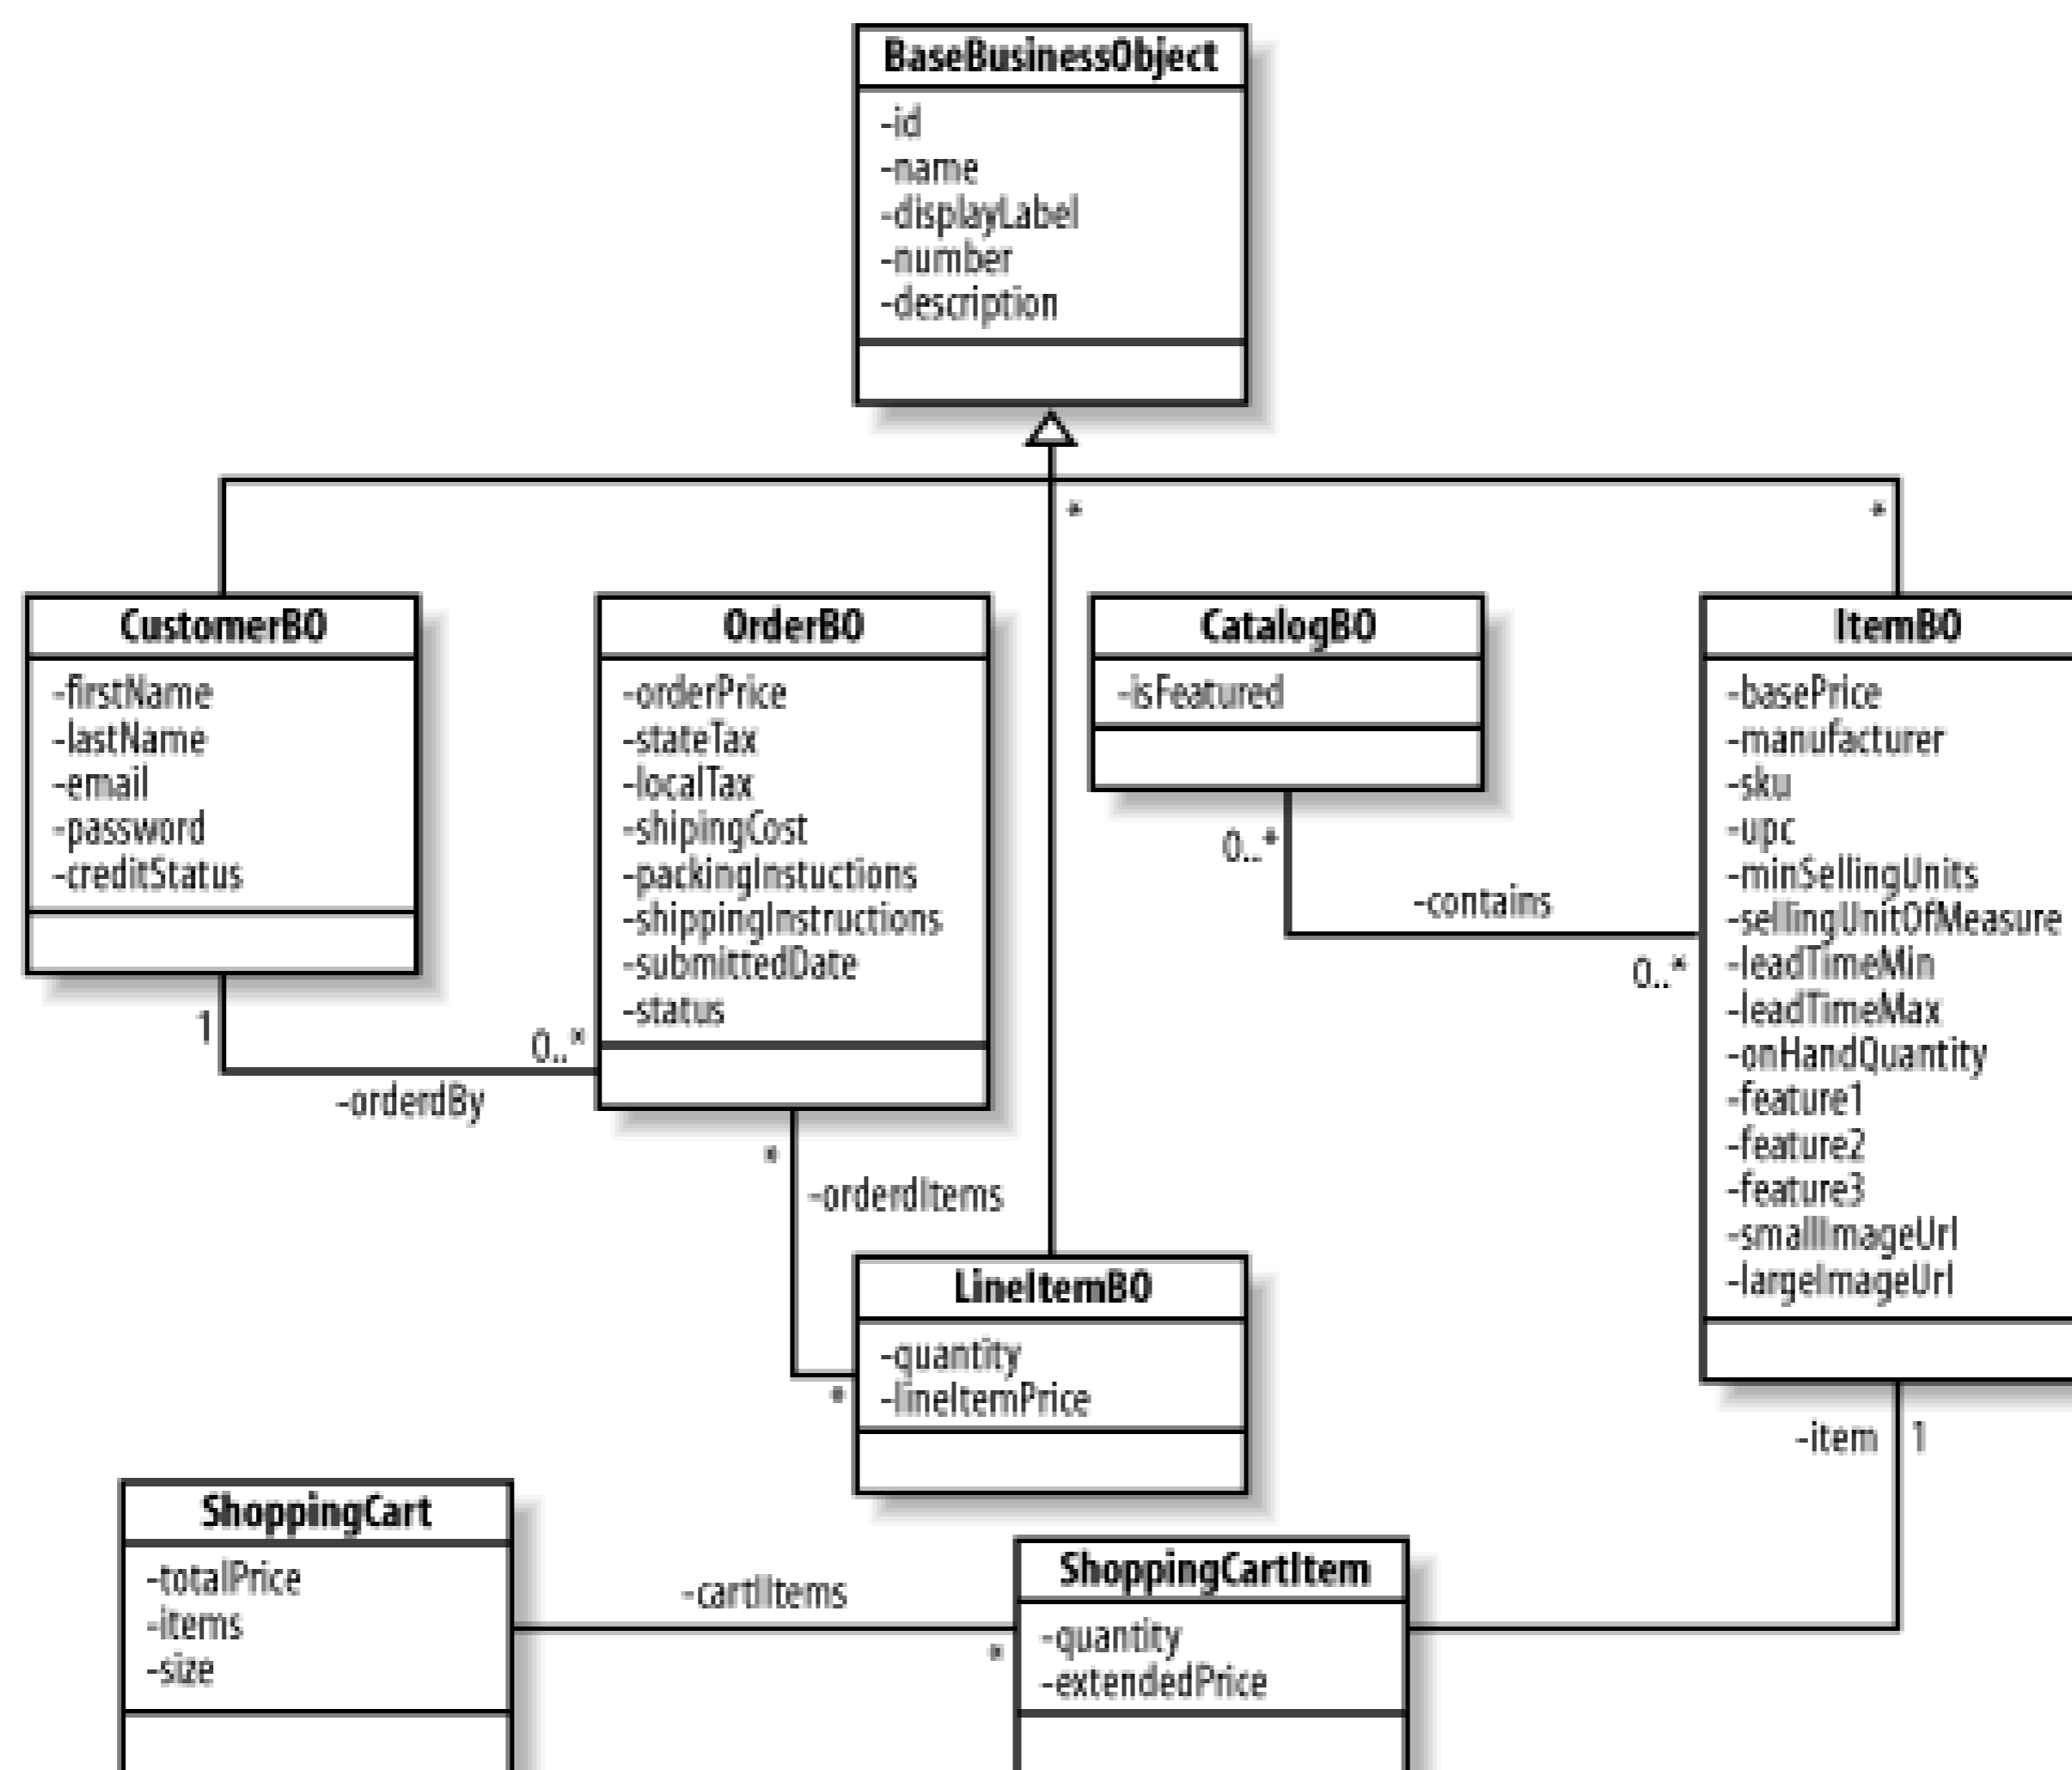 BaseBusinessObject
-id
-name
-displayLabel
-number
-description
*
*
CustomerBO
-firstName
-lastName
-email
-password
-creditStatus
OrderBO
-orderPrice
-stateTax
-localTax
-shipingCost
-packingInstuctions
-shippingInstructions
-submittedDate
-status
CatalogBO
-isFeatured
ItemBO
-basePrice
-manufacturer
-sku
-upc
-minSellingUnits
-sellingUnitOfMeasure
-leadTimeMin
-leadTimeMax
-onHandQuantity
-feature1
-feature2
-feature3
-smallImageUrl
-largeImageUrl
0..*
-contains
0..*
1
0..*
-orderdBy
*
-orderdItems
*
LineItemBO
-quantity
-lineItemPrice
-item
1
ShoppingCart
-totalPrice
-items
-size
-cartIItems
*
ShoppingCartItem
-quantity
-extendedPrice